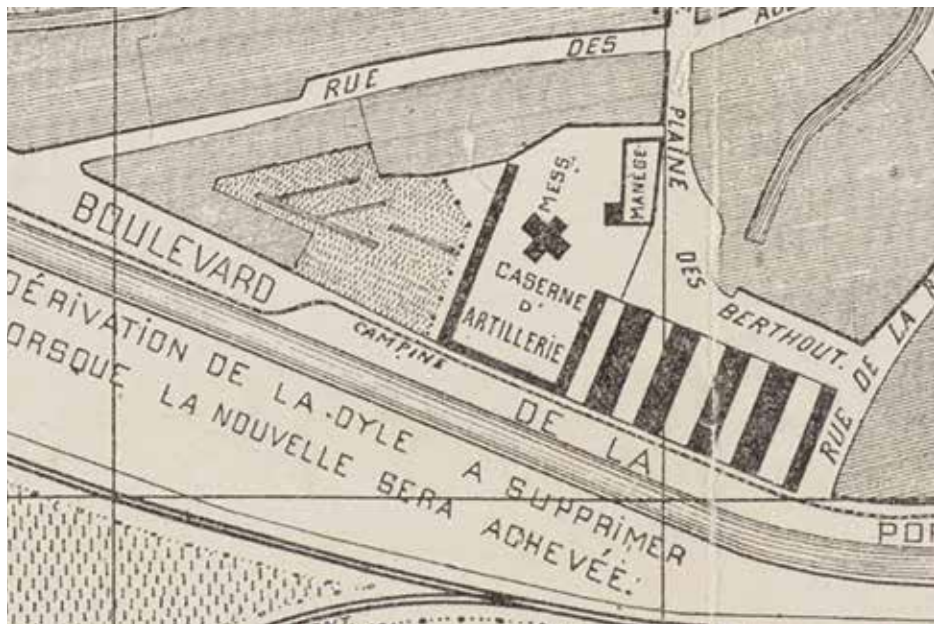 RUE DES
PLAINE DES BERTHOUT.
MESS.
MANÈGE
CASERNE
D'
ARTILLERIE
BOULEVARD DE LA
CAMPINE
DÉRIVATION DE LA DYLE A SUPPRIMER
LORSQUE LA NOUVELLE SERA ACHEVÉE.
RUE DE LA